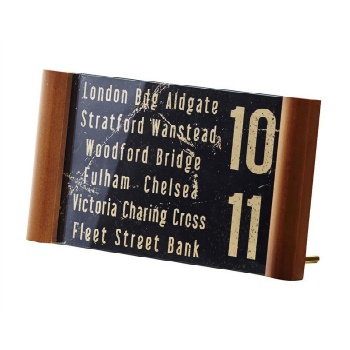 London Bdg Aldgate
Stratford Wanstead
Woodford Bridge
10
Fulham Chelsea
Victoria Charing Cross
Fleet Street Bank
11